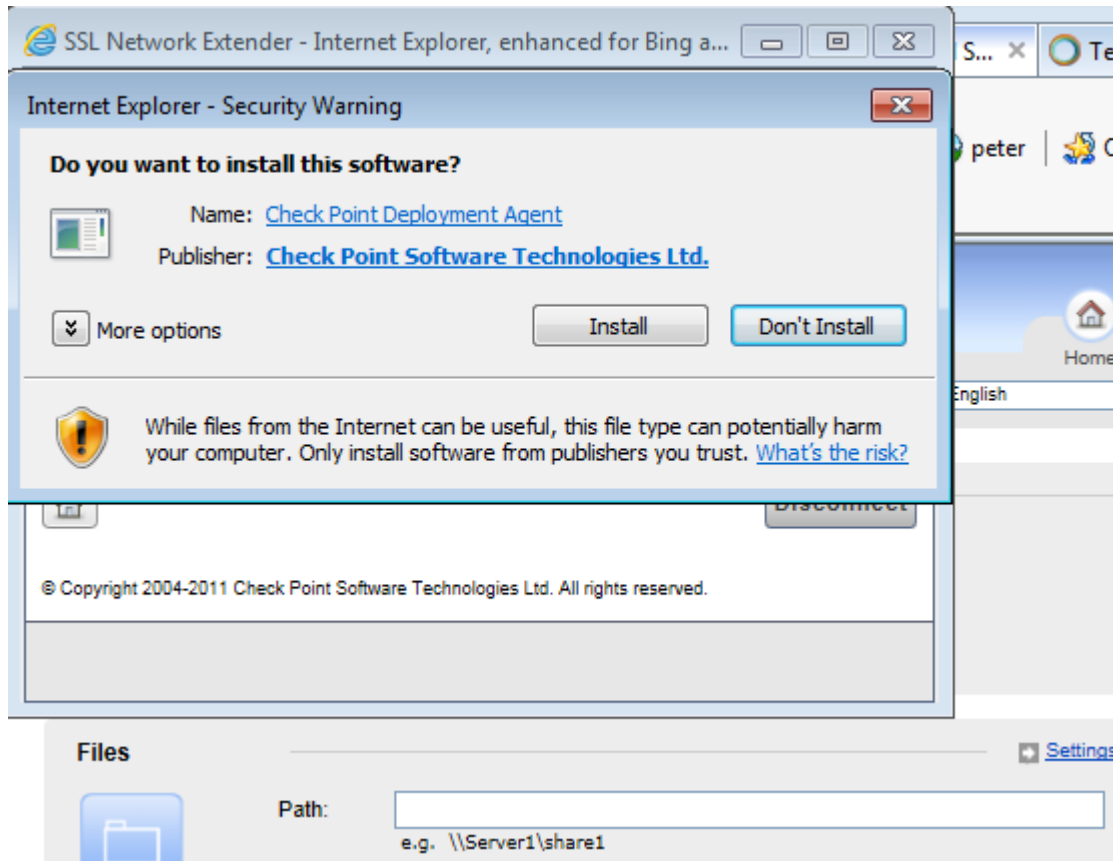 SSL Network Extender - Internet Explorer, enhanced for Bing a...
S...
Te
Internet Explorer - Security Warning
Do you want to install this software?
peter
Name: Check Point Deployment Agent
Publisher: Check Point Software Technologies Ltd.
More options
Install
Don't Install
Home
English
While files from the Internet can be useful, this file type can potentially harm
your computer. Only install software from publishers you trust. What's the risk?
Disconnect
© Copyright 2004-2011 Check Point Software Technologies Ltd. All rights reserved.
Files
Settings
Path:
e.g. \\Server1\share1